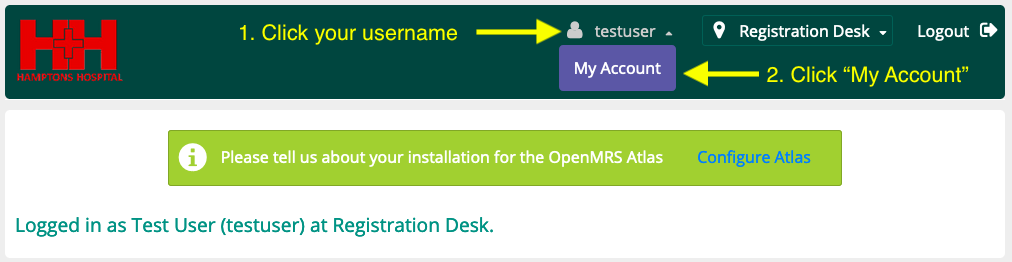 HAMPTONS HOSPITAL
1. Click your username
testuser
Registration Desk
Logout
My Account
2. Click “My Account”
Please tell us about your installation for the OpenMRS Atlas
Configure Atlas
Logged in as Test User (testuser) at Registration Desk.